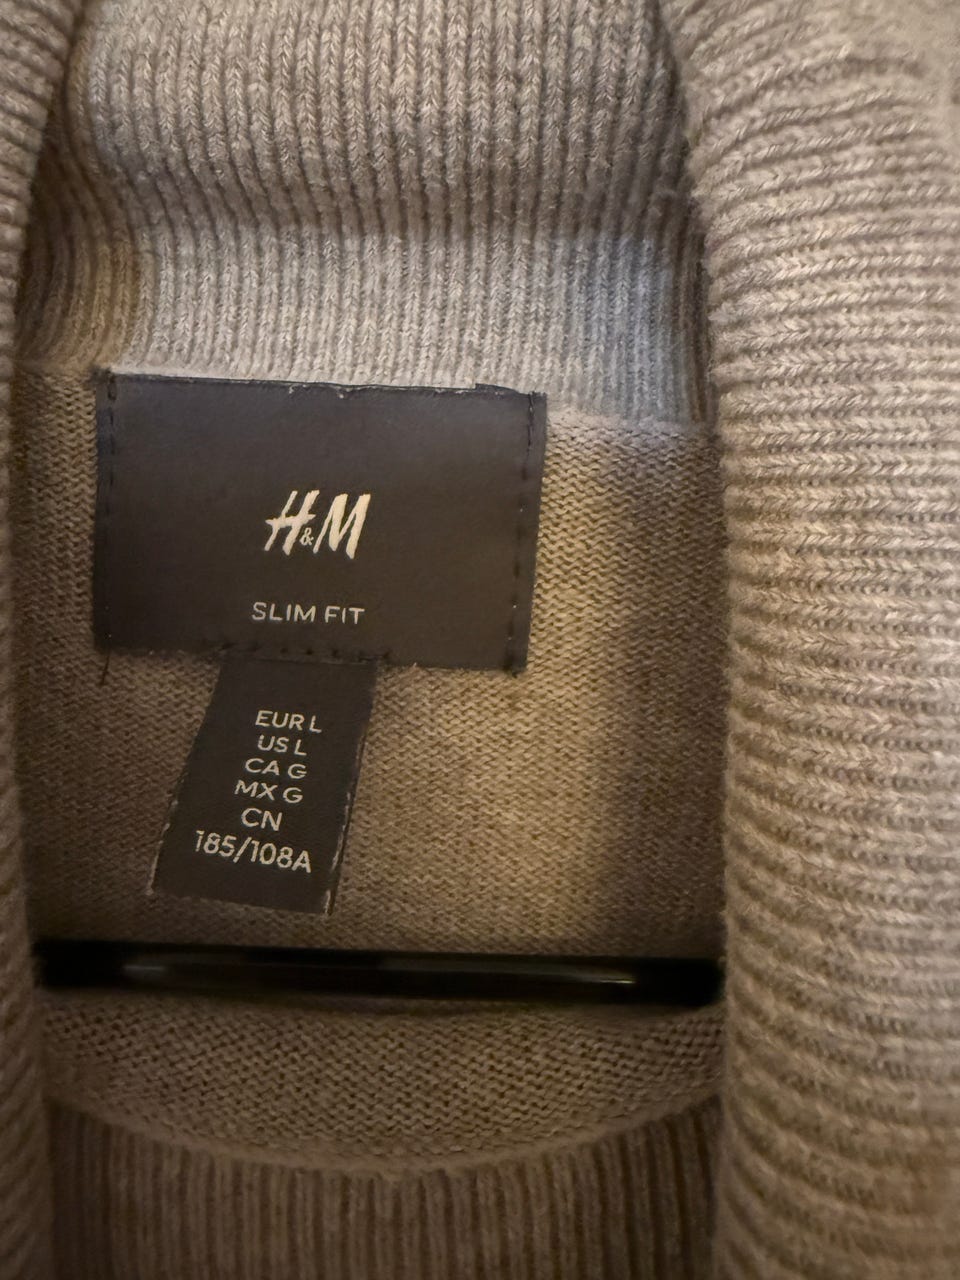 H&M
SLIM FIT
EUR L
US L
CA G
MX G
CN
185/108A